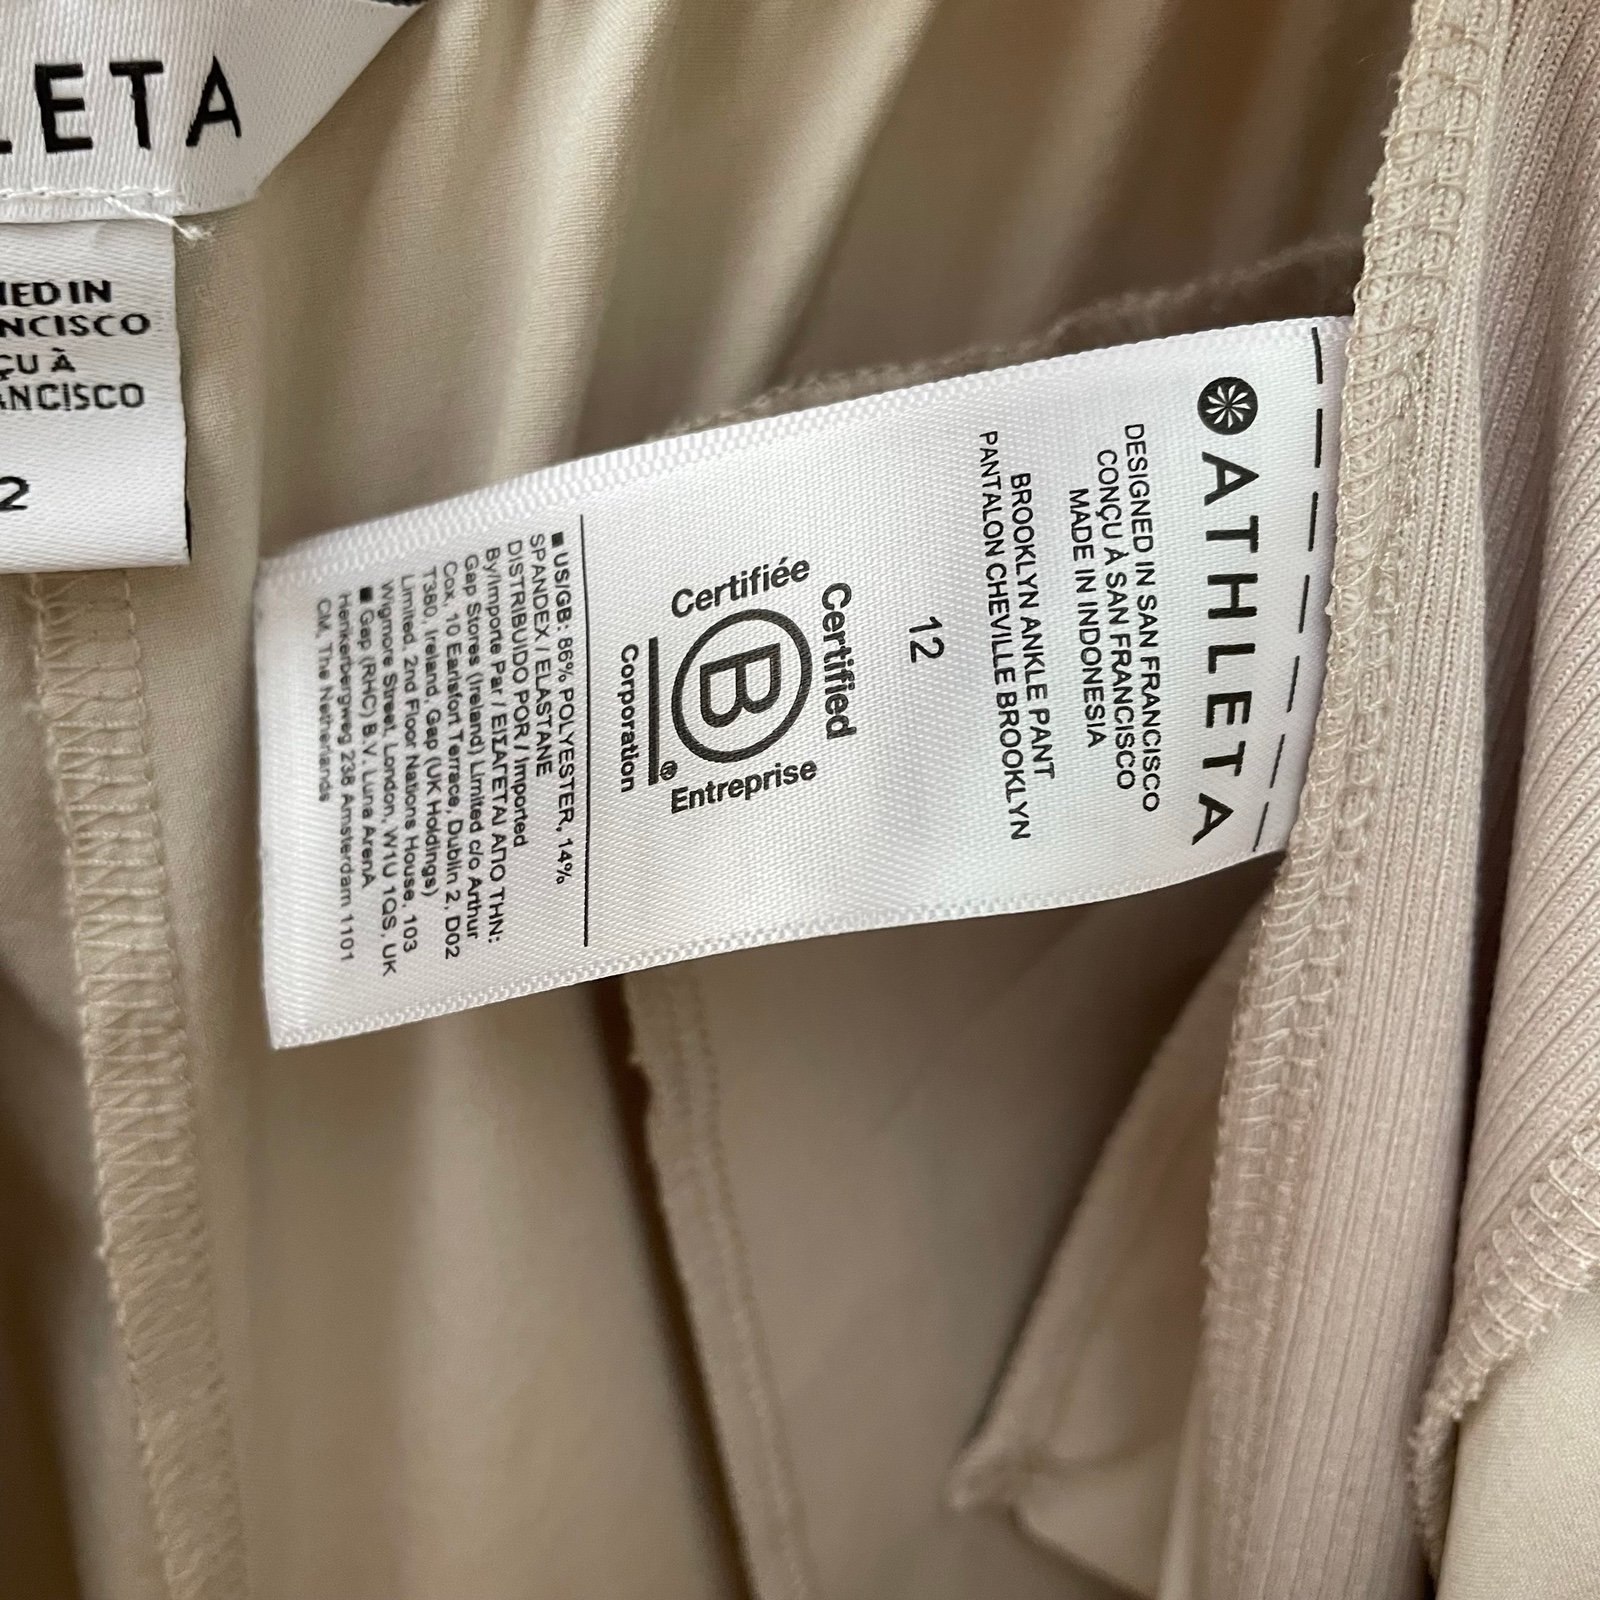 LETA
NED IN
NCISCO
ÇU À
ANCISCO
2
ATHLETA
DESIGNED IN SAN FRANCISCO
CONÇU À SAN FRANCISCO
MADE IN INDONESIA
BROOKLYN ANKLE PANT
PANTALON CHEVILLE BROOKLYN
12
Certified
Certifiée
B
®
Entreprise
Corporation
■ US/GB: 86% POLYESTER, 14%
SPANDEX / ELASTANE
DISTRIBUIDO POR / Imported
By/Importe Par / ΕΙΣΑΓΕΤΑΙ ΑΠΟ ΤΗΝ:
Gap Stores (Ireland) Limited c/o Arthur
Cox, 10 Earlsfort Terrace, Dublin 2, D02
T380, Ireland, Gap (UK Holdings)
Limited, 2nd Floor Nations House, 103
Wigmore Street, London, W1U 1QS, UK
■ Gap (RHC) B.V. Luna ArenA
Herikerbergweg 238 Amsterdam 1101
CM, The Netherlands